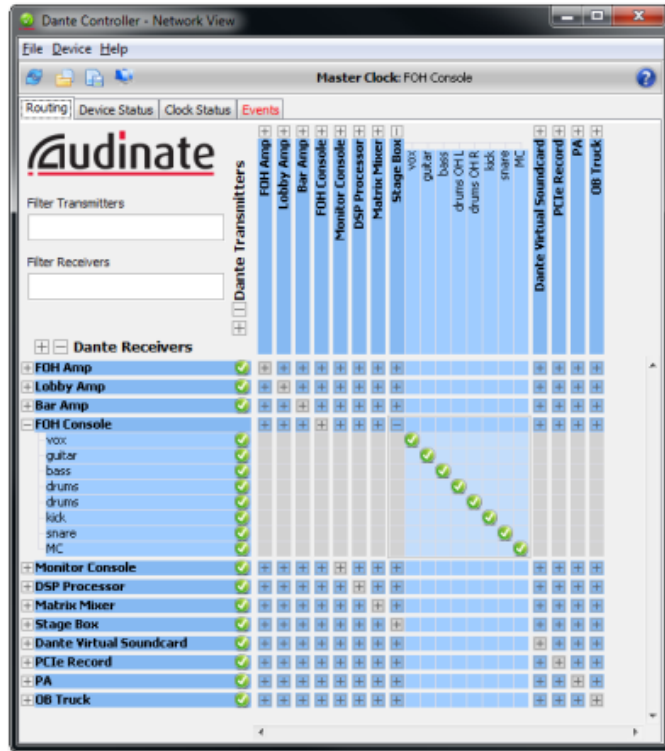 Dante Controller - Network View
File Device Help
Master Clock: FOH Console
Routing Device Status Clock Status Events
Audinate
Filter Transmitters
Filter Receivers
Dante Transmitters
FOH Amp
Lobby Amp
Bar Amp
FOH Console
Monitor Console
DSP Processor
Matrix Mixer
Stage Box
vox
guitar
bass
drums OH L
drums OH R
kick
snare
MC
Dante Virtual Soundcard
PCIe Record
PA
OB Truck
Dante Receivers
FOH Amp
Lobby Amp
Bar Amp
FOH Console
vox
guitar
bass
drums
drums
kick
snare
MC
Monitor Console
DSP Processor
Matrix Mixer
Stage Box
Dante Virtual Soundcard
PCIe Record
PA
OB Truck